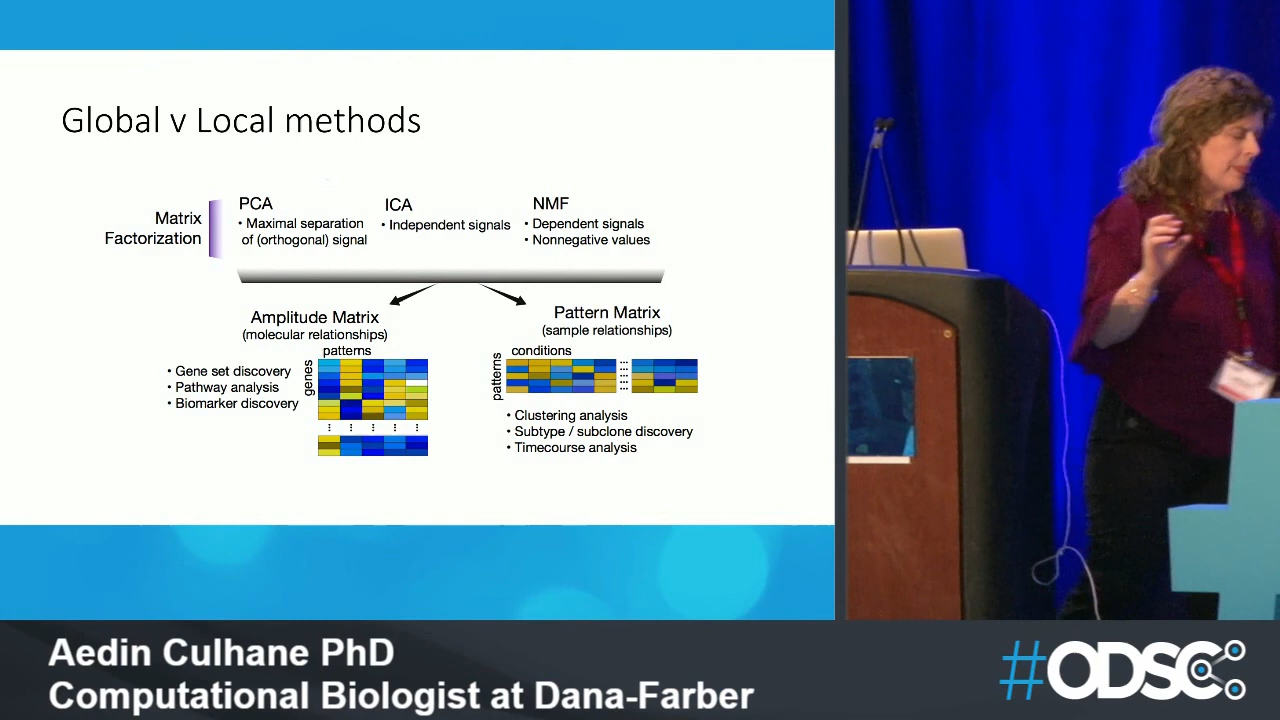 Global v Local methods
Matrix
Factorization
PCA
• Maximal separation
of (orthogonal) signal
ICA
• Independent signals
NMF
• Dependent signals
• Nonnegative values
Amplitude Matrix
(molecular relationships)
patterns
genes
• Gene set discovery
• Pathway analysis
• Biomarker discovery
Pattern Matrix
(sample relationships)
conditions
patterns
• Clustering analysis
• Subtype / subclone discovery
• Timecourse analysis
Aedin Culhane PhD
Computational Biologist at Dana-Farber
#ODSC